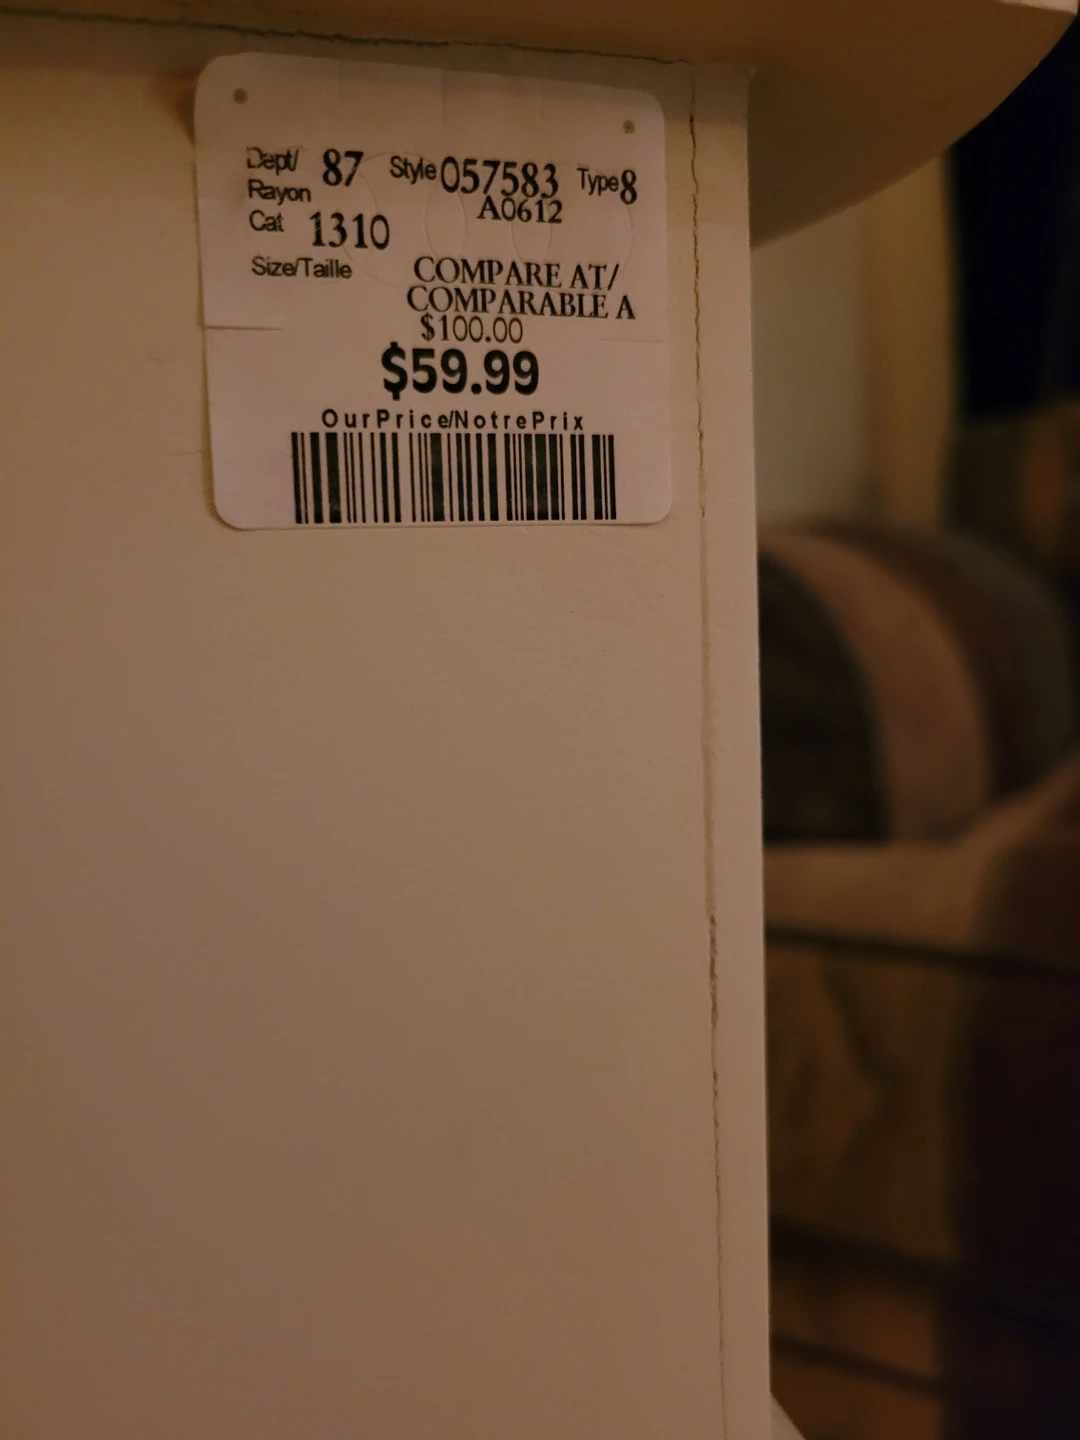 Dept/ 87 Style 057583 Type 8
Rayon A0612
Cat 1310
Size/Taille COMPARE AT/
COMPARABLE A
$100.00
$59.99
OurPrice/NotrePrix